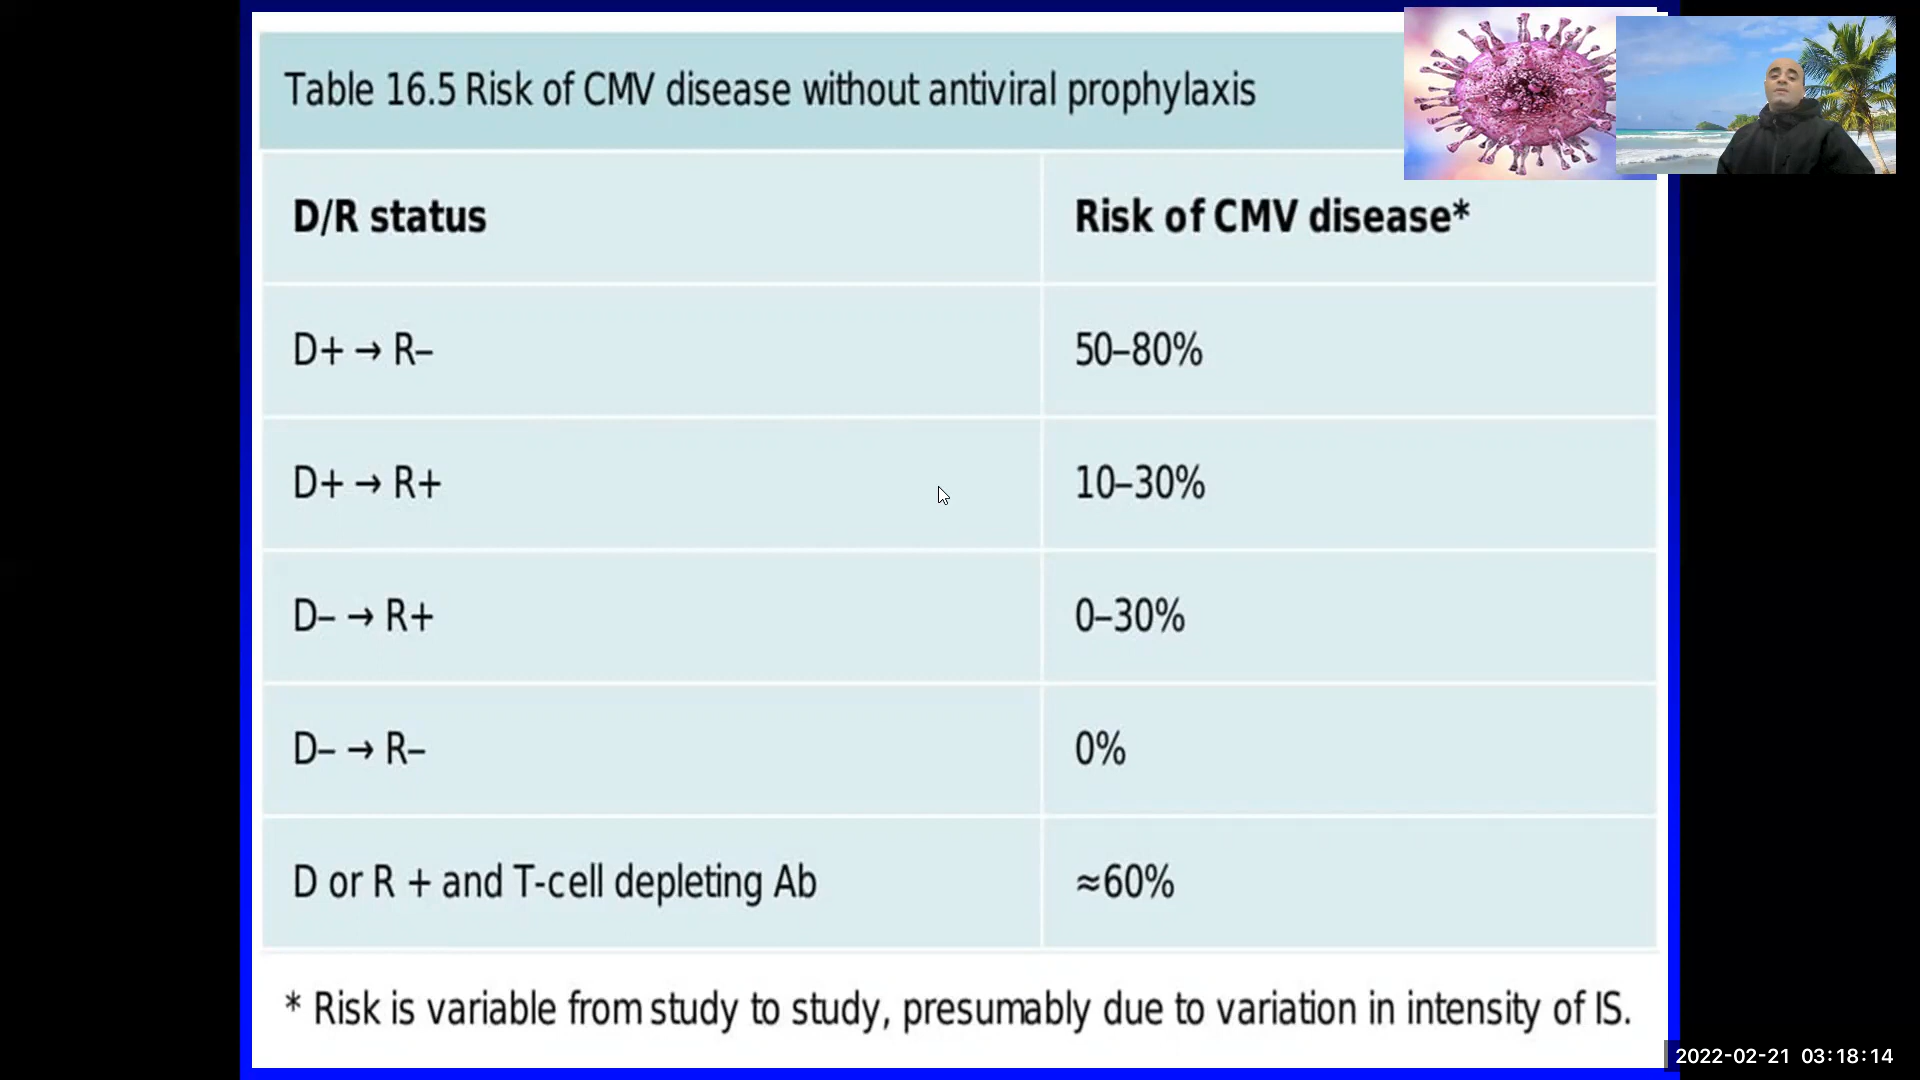 Table 16.5 Risk of CMV disease without antiviral prophylaxis
D/R status Risk of CMV disease*
D+ → R– 50–80%
D+ → R+ 10–30%
D– → R+ 0–30%
D– → R– 0%
D or R + and T-cell depleting Ab ≈60%
* Risk is variable from study to study, presumably due to variation in intensity of IS.
2022-02-21 03:18:14